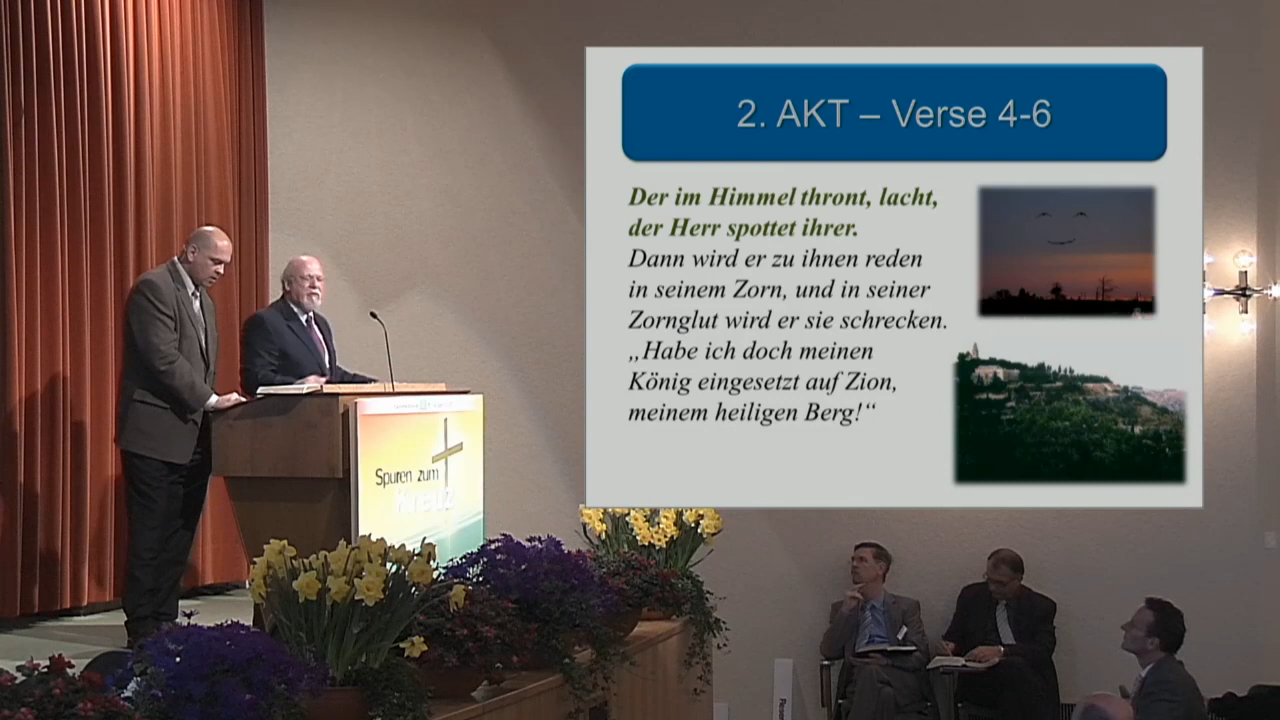 2. AKT – Verse 4-6
Der im Himmel thront, lacht,
der Herr spottet ihrer.
Dann wird er zu ihnen reden
in seinem Zorn, und in seiner
Zornglut wird er sie schrecken.
„Habe ich doch meinen
König eingesetzt auf Zion,
meinem heiligen Berg!“
Spuren zum
Kreuz